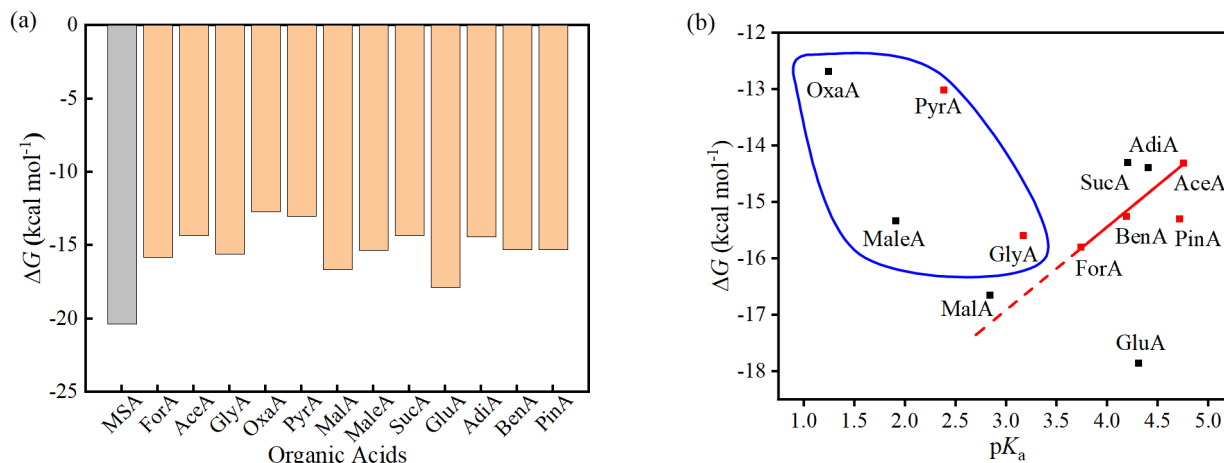 (a)
0
-5
-10
-15
-20
-25
ΔG (kcal mol⁻¹)
MSA
ForA
AceA
GlyA
OxaA
PyrA
MalA
MaleA
SucA
GluA
AdiA
BenA
PinA
Organic Acids
(b)
-12
-13
-14
-15
-16
-17
-18
ΔG (kcal mol⁻¹)
OxaA
PyrA
AdiA
SucA
AceA
MaleA
GlyA
BenA
PinA
ForA
MalA
GluA
1.0 1.5 2.0 2.5 3.0 3.5 4.0 4.5 5.0
pKₐ